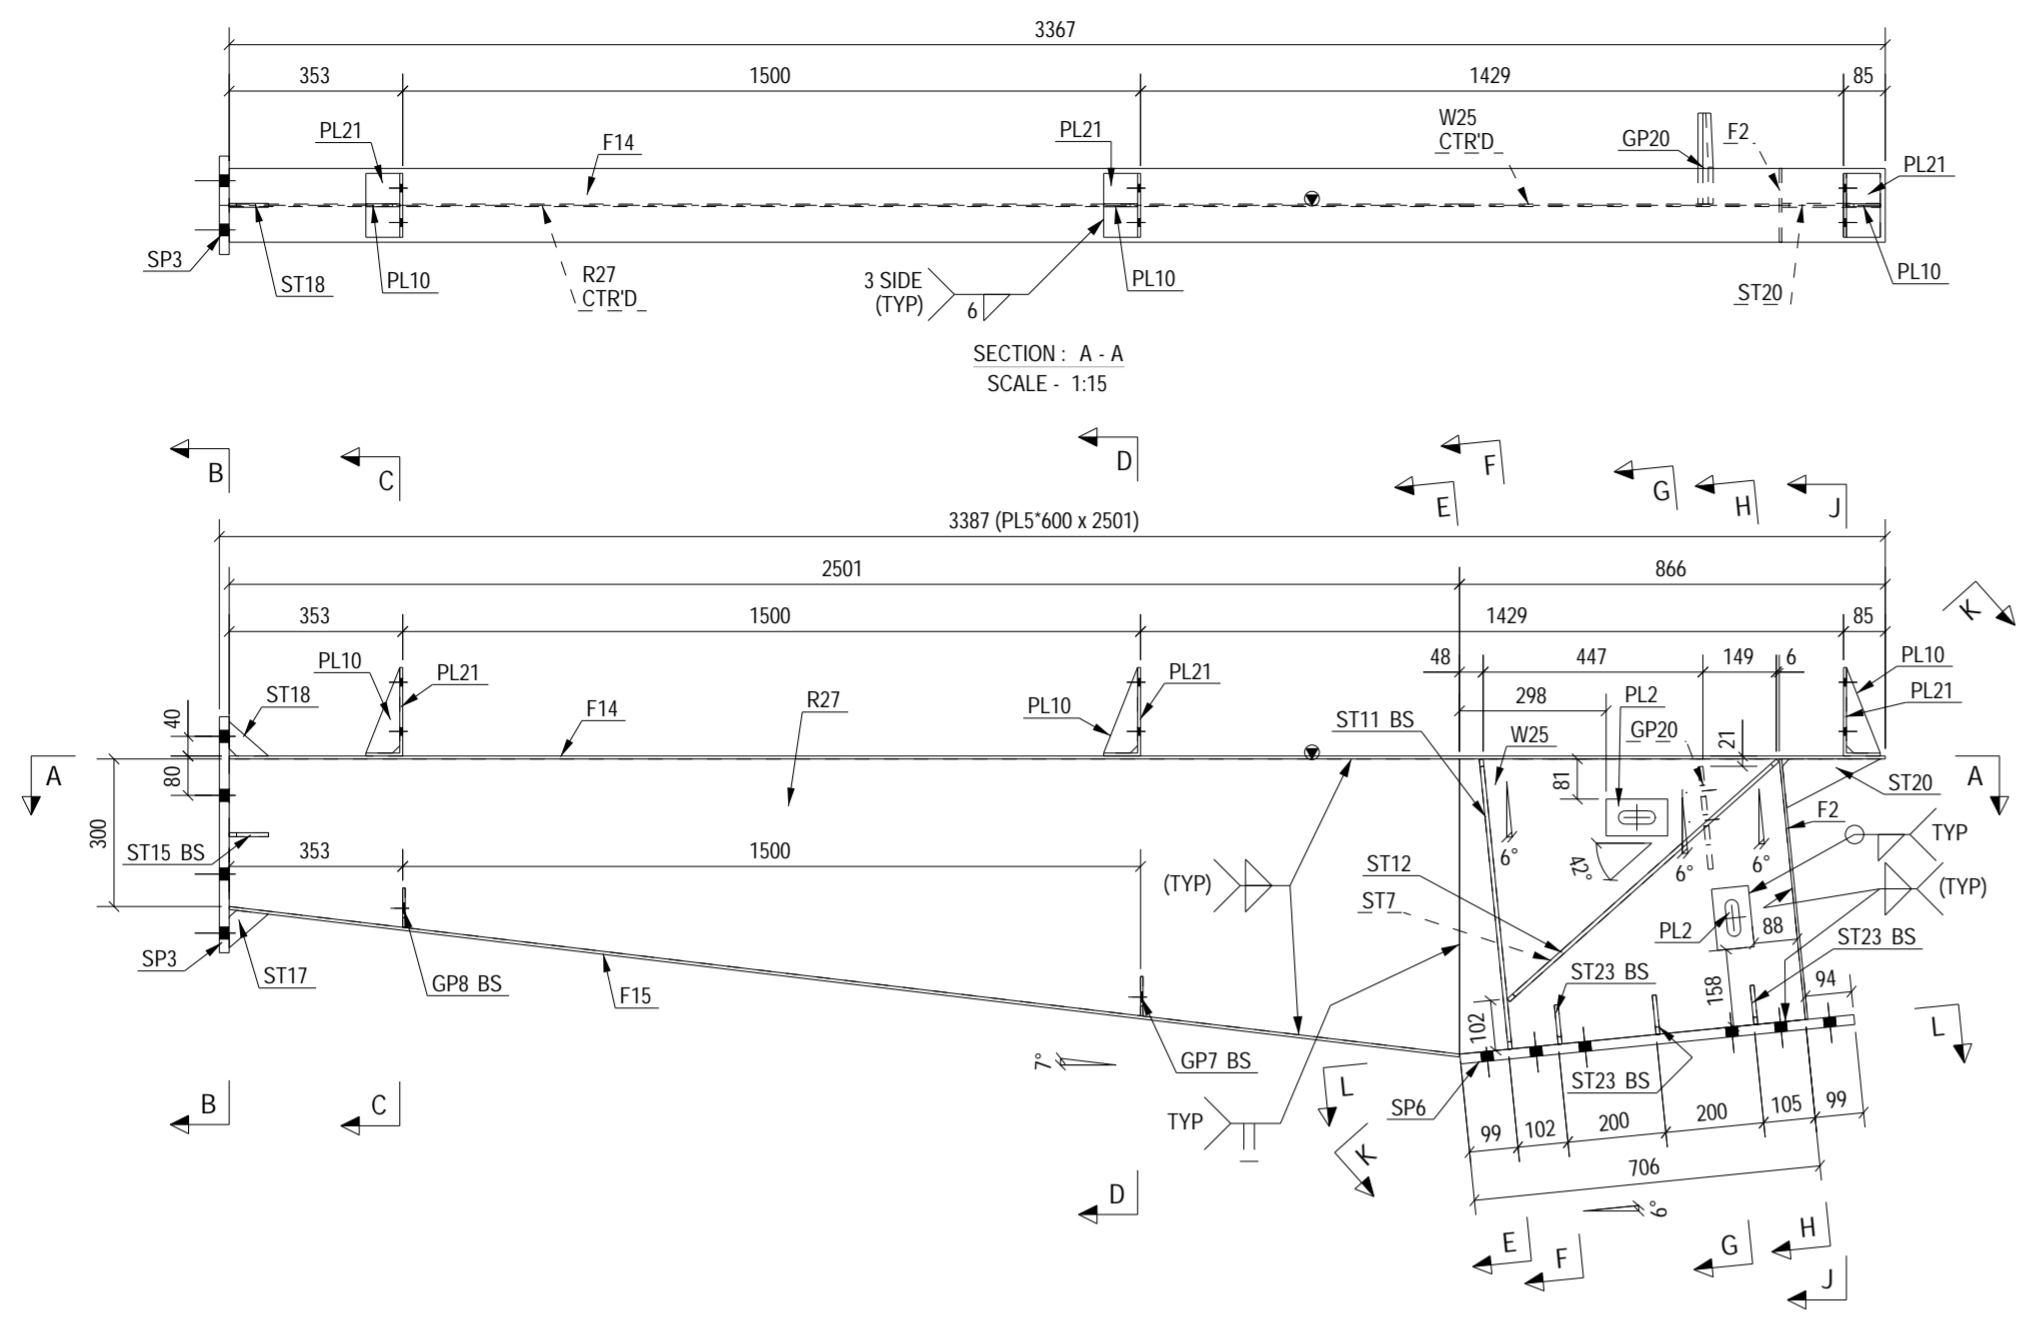 3367
353
1500
1429
85
PL21
F14
PL21
W25
CTR'D
GP20
F2
PL21
SP3
ST18
PL10
R27
CTR'D
3 SIDE
(TYP)
6
PL10
ST20
PL10
SECTION : A - A
SCALE - 1:15
B
C
D
E
F
G
H
J
3387 (PL5*600 x 2501)
2501
866
K
353
1500
1429
85
48
447
149
6
PL10
PL21
ST18
F14
R27
PL10
PL21
298
PL2
ST11 BS
W25
GP20
21
PL10
PL21
40
80
A
A
300
81
ST20
F2
TYP
ST15 BS
353
1500
6°
42°
6°
6°
(TYP)
ST12
ST7
(TYP)
PL2
88
ST23 BS
SP3
ST17
GP8 BS
F15
ST23 BS
158
94
102
L
7°
GP7 BS
L
ST23 BS
SP6
TYP
K
99
102
200
200
105
99
706
6°
B
C
D
E
F
G
H
J